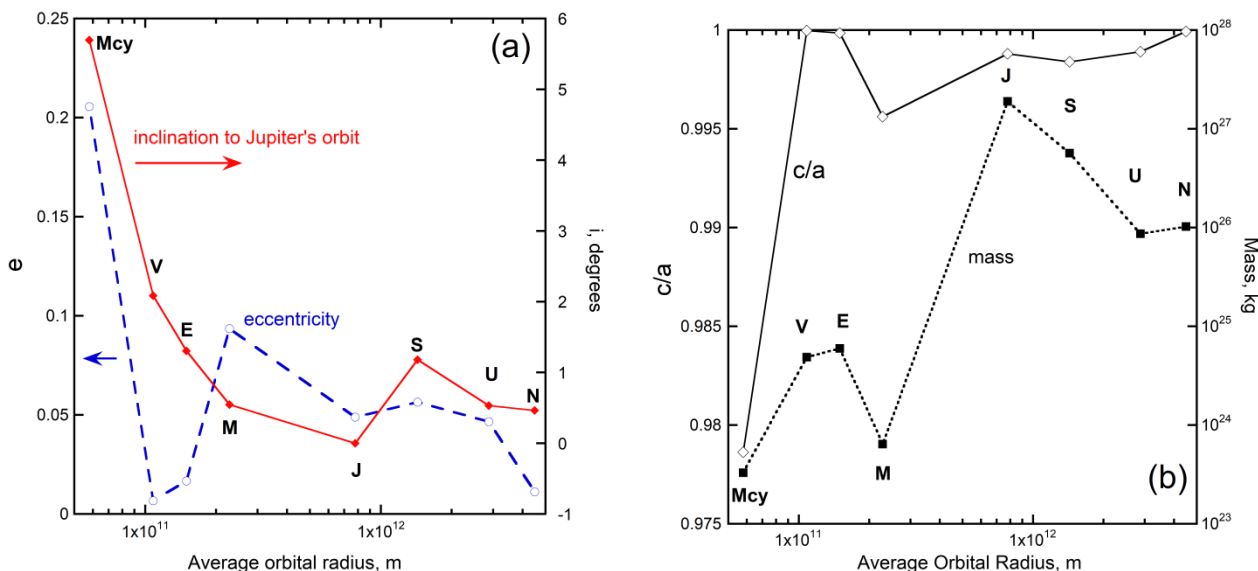 (a)
0.25
0.2
0.15
0.1
0.05
0
e
6
5
4
3
2
1
0
-1
i, degrees
Mcy
inclination to Jupiter's orbit
V
E
eccentricity
M
J
S
U
N
1x10^11
1x10^12
Average orbital radius, m
(b)
1
0.995
0.99
0.985
0.98
0.975
c/a
10^28
10^27
10^26
10^25
10^24
10^23
Mass, kg
J
S
c/a
U
N
mass
V
E
M
Mcy
1x10^11
1x10^12
Average Orbital Radius, m